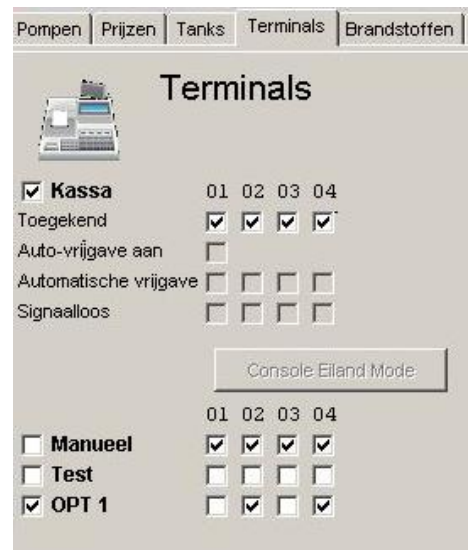 Pompen Prijzen Tanks Terminals Brandstoffen
Terminals
Kassa 01 02 03 04
Toegekend
Auto-vrijgave aan
Automatische vrijgave
Signaalloos
Console Eiland Mode
01 02 03 04
Manueel
Test
OPT 1